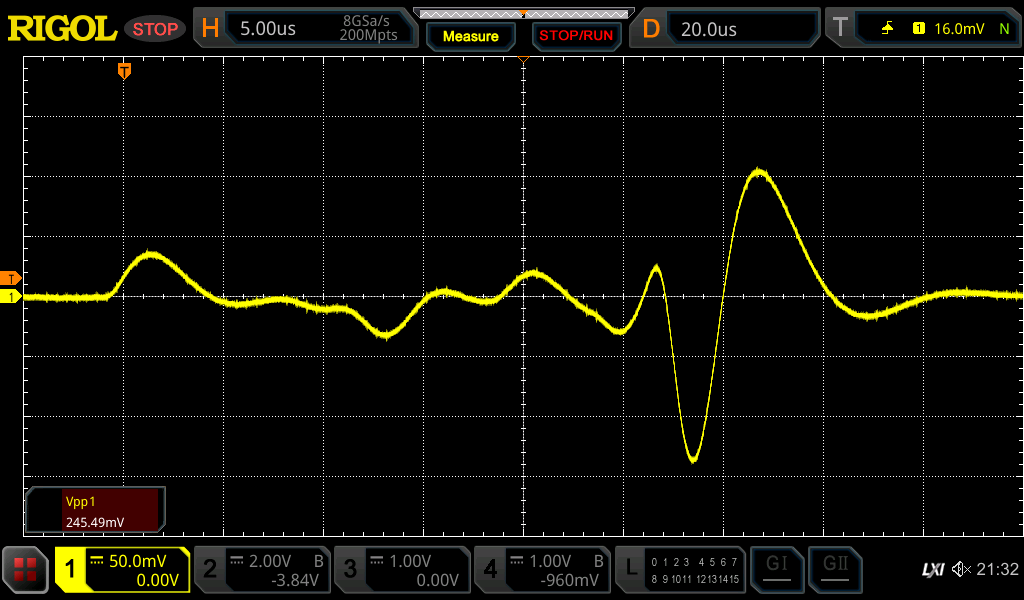 RIGOL STOP H 5.00us 8GSa/s 200Mpts Measure STOP/RUN D 20.0us T 1 16.0mV N
T
T
1
Vpp1
245.49mV
1 50.0mV 0.00V 2 2.00V B -3.84V 3 1.00V 0.00V 4 1.00V B -960mV L 0 1 2 3 4 5 6 7 8 9 10 11 12 13 14 15 GI GII LXI 21:32